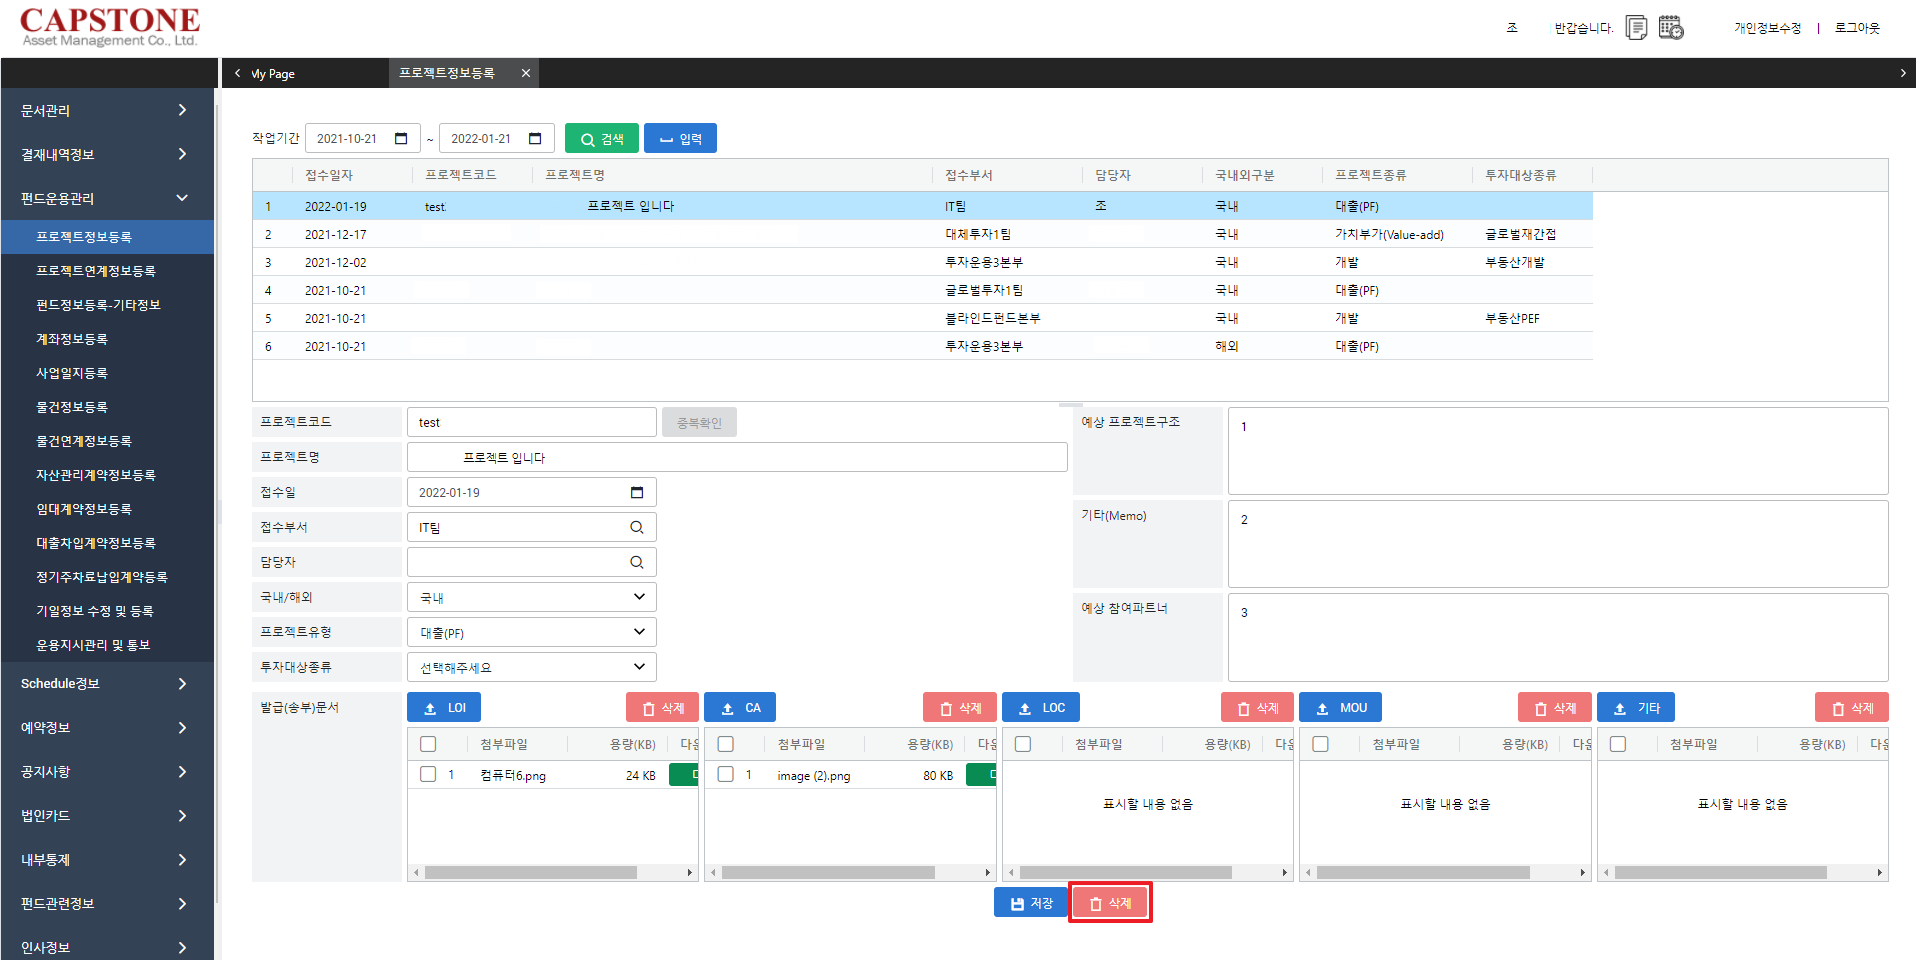 CAPSTONE
Asset Management Co., Ltd.
조 반갑습니다. 개인정보수정 | 로그아웃
My Page 프로젝트정보등록
문서관리
결재내역정보
펀드운용관리
프로젝트정보등록
프로젝트연계정보등록
펀드정보등록-기타정보
계좌정보등록
사업일지등록
물건정보등록
물건연계정보등록
자산관리계약정보등록
임대계약정보등록
대출차입계약정보등록
정기주차료납입계약등록
기일정보 수정 및 등록
운용지시관리 및 통보
Schedule정보
예약정보
공지사항
법인카드
내부통제
펀드관련정보
인사정보
작업기간 2021-10-21 ~ 2022-01-21 검색 입력
접수일자 프로젝트코드 프로젝트명 접수부서 담당자 국내외구분 프로젝트종류 투자대상종류
1 2022-01-19 test 프로젝트 입니다 IT팀 조 국내 대출(PF)
2 2021-12-17 대체투자1팀 국내 가치부가(Value-add) 글로벌재간접
3 2021-12-02 투자운용3본부 국내 개발 부동산개발
4 2021-10-21 글로벌투자1팀 국내 대출(PF)
5 2021-10-21 블라인드펀드본부 국내 개발 부동산PEF
6 2021-10-21 투자운용3본부 해외 대출(PF)
프로젝트코드 test 중복확인
프로젝트명 프로젝트 입니다
접수일 2022-01-19
접수부서 IT팀
담당자
국내/해외 국내
프로젝트유형 대출(PF)
투자대상종류 선택해주세요
예상 프로젝트구조 1
기타(Memo) 2
예상 참여파트너 3
발급(송부)문서 LOI 삭제 CA 삭제 LOC 삭제 MOU 삭제 기타 삭제
첨부파일 용량(KB) 첨부파일 용량(KB) 첨부파일 용량(KB) 첨부파일 용량(KB) 첨부파일 용량(KB)
1 컴퓨터6.png 24 KB 1 image (2).png 80 KB
표시할 내용 없음 표시할 내용 없음 표시할 내용 없음
저장 삭제